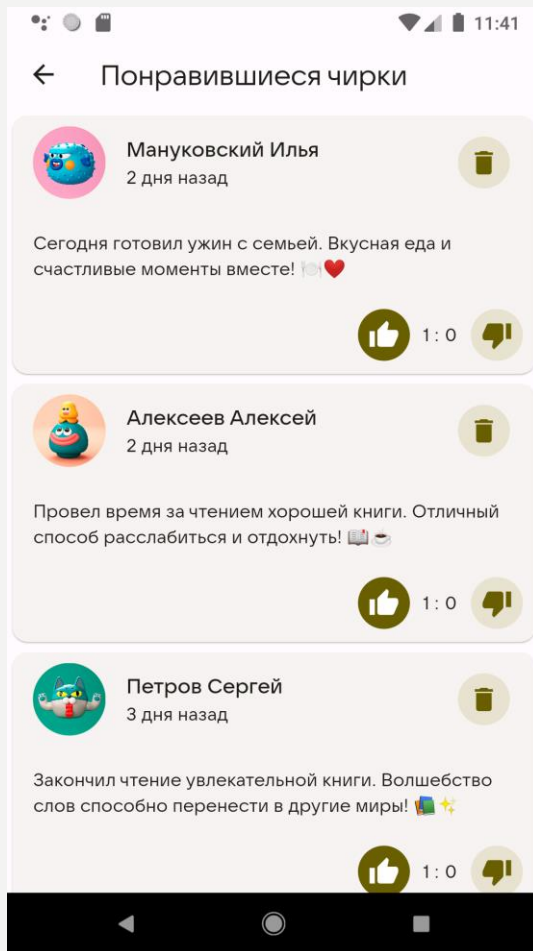 11:41
Понравившиеся чирки
Мануковский Илья
2 дня назад
Сегодня готовил ужин с семьей. Вкусная еда и
счастливые моменты вместе! 🍽️❤️
1 : 0
Алексеев Алексей
2 дня назад
Провел время за чтением хорошей книги. Отличный
способ расслабиться и отдохнуть! 📖☕
1 : 0
Петров Сергей
3 дня назад
Закончил чтение увлекательной книги. Волшебство
слов способно перенести в другие миры! 📚✨
1 : 0